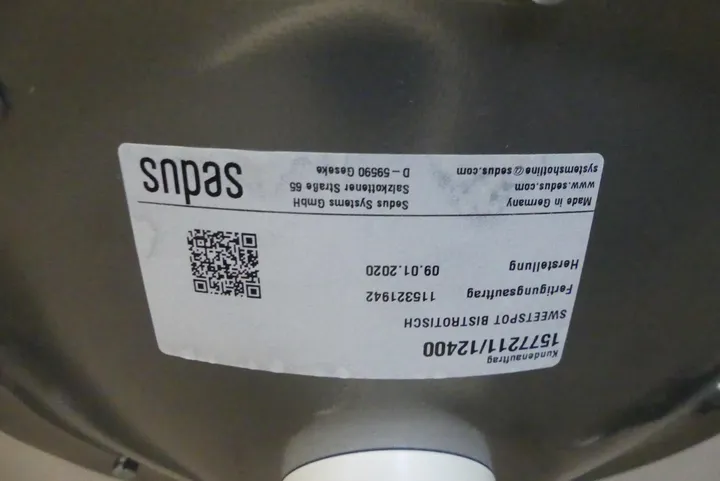 Kundenauftrag
1577211/12400
SWEETSPOT BISTROTISCH
Fertigungsauftrag 115321942
Herstellung 09.01.2020
Made in Germany
www.sedus.com
systemshotline@sedus.com
Sedus Systems GmbH
Salzkottener Straße 65
D – 59590 Geseke
sedus